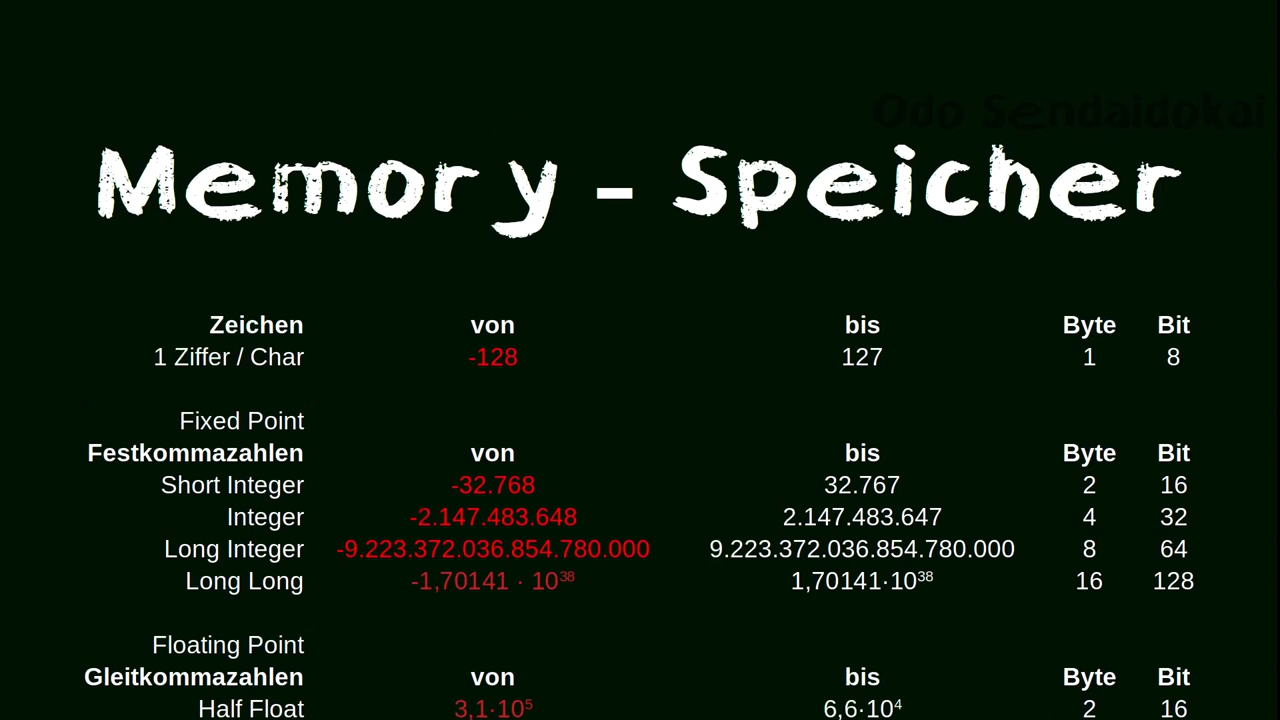 Odo Sendaidokai
Memory - Speicher
Zeichen von bis Byte Bit
1 Ziffer / Char -128 127 1 8
Fixed Point
Festkommazahlen von bis Byte Bit
Short Integer -32.768 32.767 2 16
Integer -2.147.483.648 2.147.483.647 4 32
Long Integer -9.223.372.036.854.780.000 9.223.372.036.854.780.000 8 64
Long Long -1,70141 · 10³⁸ 1,70141·10³⁸ 16 128
Floating Point
Gleitkommazahlen von bis Byte Bit
Half Float 3,1·10⁵ 6,6·10⁴ 2 16